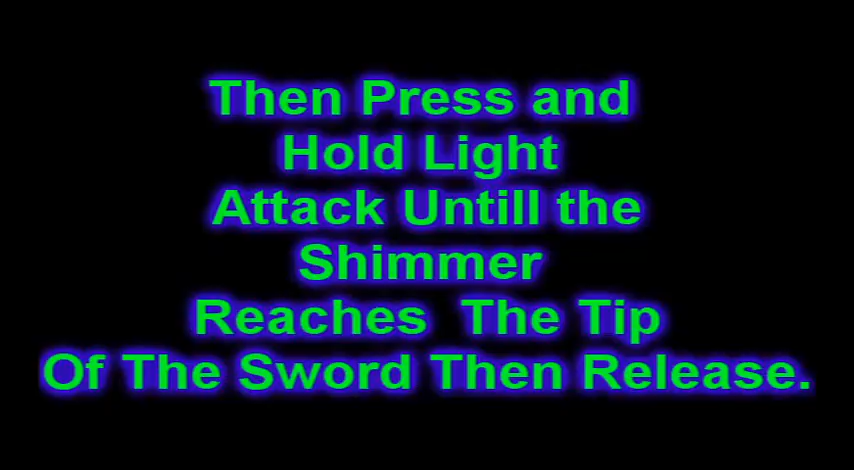 Then Press and
Hold Light
Attack Untill the
Shimmer
Reaches The Tip
Of The Sword Then Release.